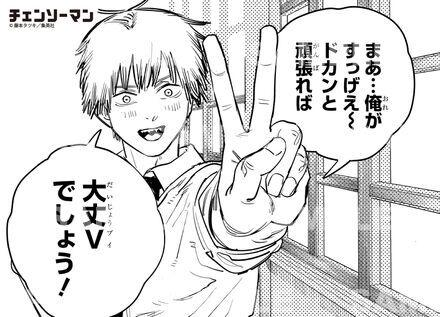 チェンソーマン
© 藤本タツキ／集英社
まあ…俺が
すっげえ〜
ドカンと
頑張れば
大丈V
でしょう！